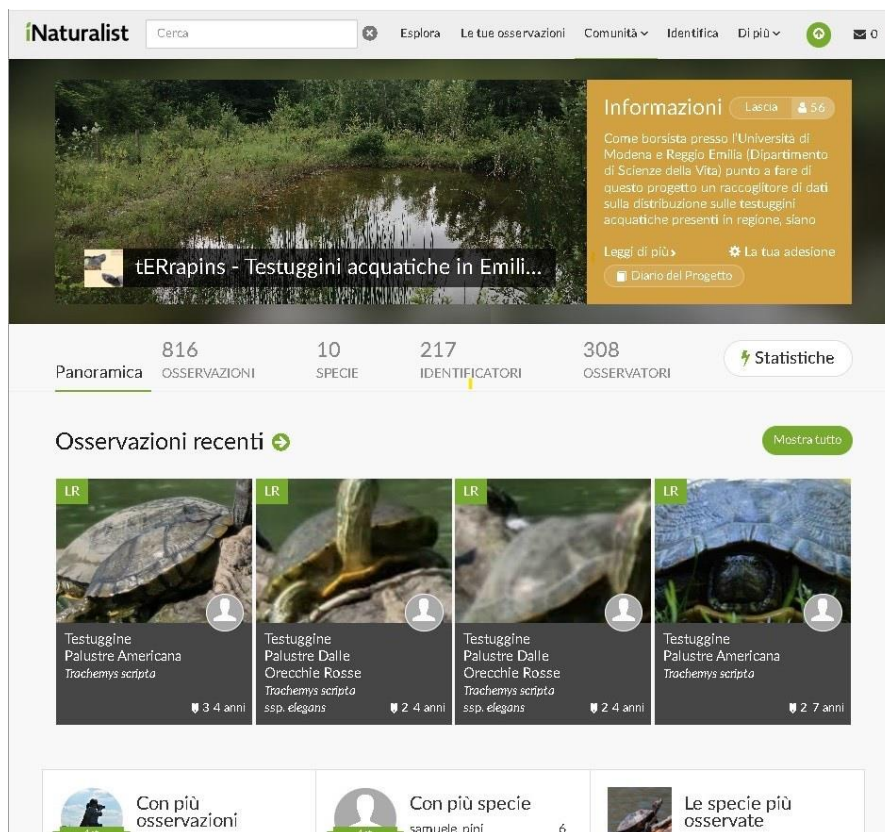 iNaturalist
Cerca
Esplora
Le tue osservazioni
Comunità
Identifica
Di più
0
Informazioni
Lascia
56
Come borsista presso l'Università di
Modena e Reggio Emilia (Dipartimento
di Scienze della Vita) punto a fare di
questo progetto un raccoglitore di dati
sulla distribuzione sulle testuggini
acquatiche presenti in regione, siano
Leggi di più
La tua adesione
Diario del Progetto
tERrapins - Testuggini acquatiche in Emili...
Panoramica
816
OSSERVAZIONI
10
SPECIE
217
IDENTIFICATORI
308
OSSERVATORI
Statistiche
Osservazioni recenti
Mostra tutto
LR
Testuggine
Palustre Americana
Trachemys scripta
3 4 anni
LR
Testuggine
Palustre Dalle
Orecchie Rosse
Trachemys scripta
ssp. elegans
2 4 anni
LR
Testuggine
Palustre Dalle
Orecchie Rosse
Trachemys scripta
ssp. elegans
2 4 anni
LR
Testuggine
Palustre Americana
Trachemys scripta
2 7 anni
Con più
osservazioni
Con più specie
samuele_pini
6
Le specie più
osservate